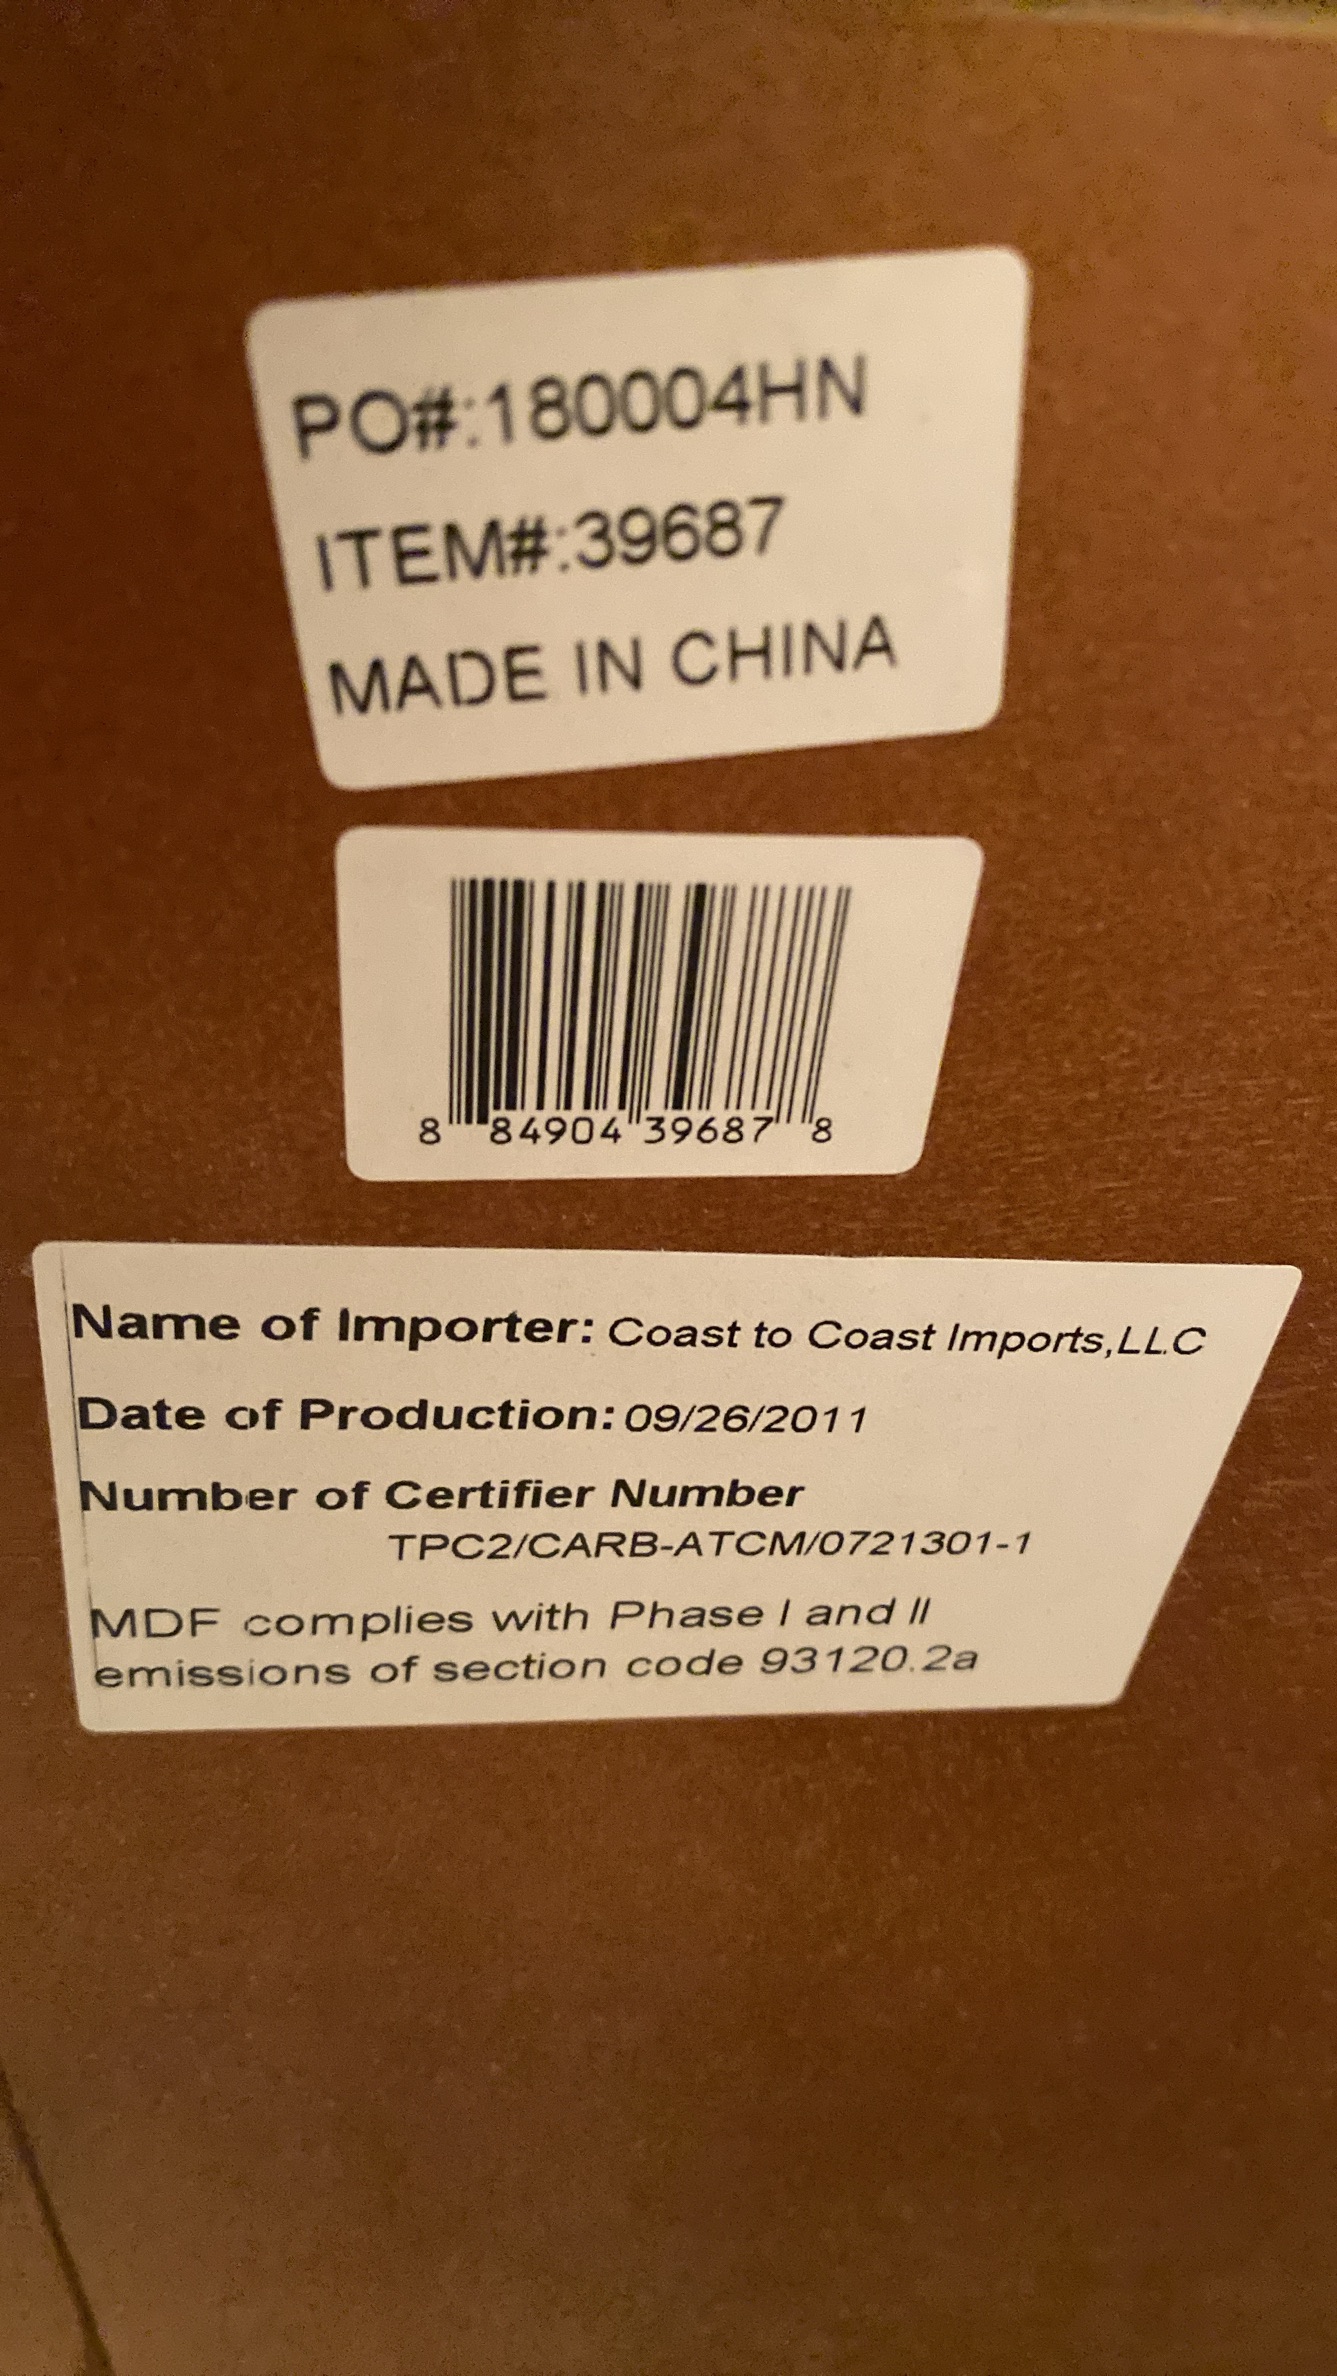 PO#:180004HN
ITEM#:39687
MADE IN CHINA
8 84904 39687 8
Name of Importer: Coast to Coast Imports,LLC
Date of Production: 09/26/2011
Number of Certifier Number
TPC2/CARB-ATCM/0721301-1
MDF complies with Phase I and II
emissions of section code 93120.2a